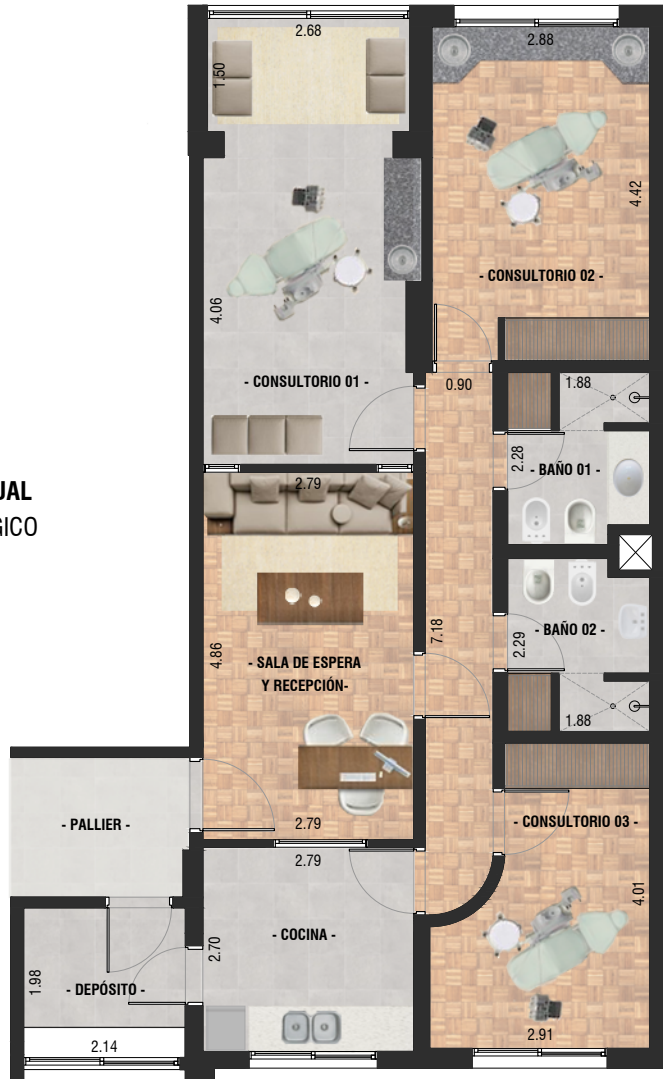 2.68
2.88
1.50
4.42
- CONSULTORIO 02 -
4.06
- CONSULTORIO 01 -
0.90
1.88
2.28
- BAÑO 01 -
2.79
UAL
GICO
7.18
- BAÑO 02 -
2.29
4.86
- SALA DE ESPERA
Y RECEPCIÓN-
1.88
- PALLIER -
2.79
- CONSULTORIO 03 -
2.79
4.01
- COCINA -
2.70
1.98
- DEPÓSITO -
2.14
2.91